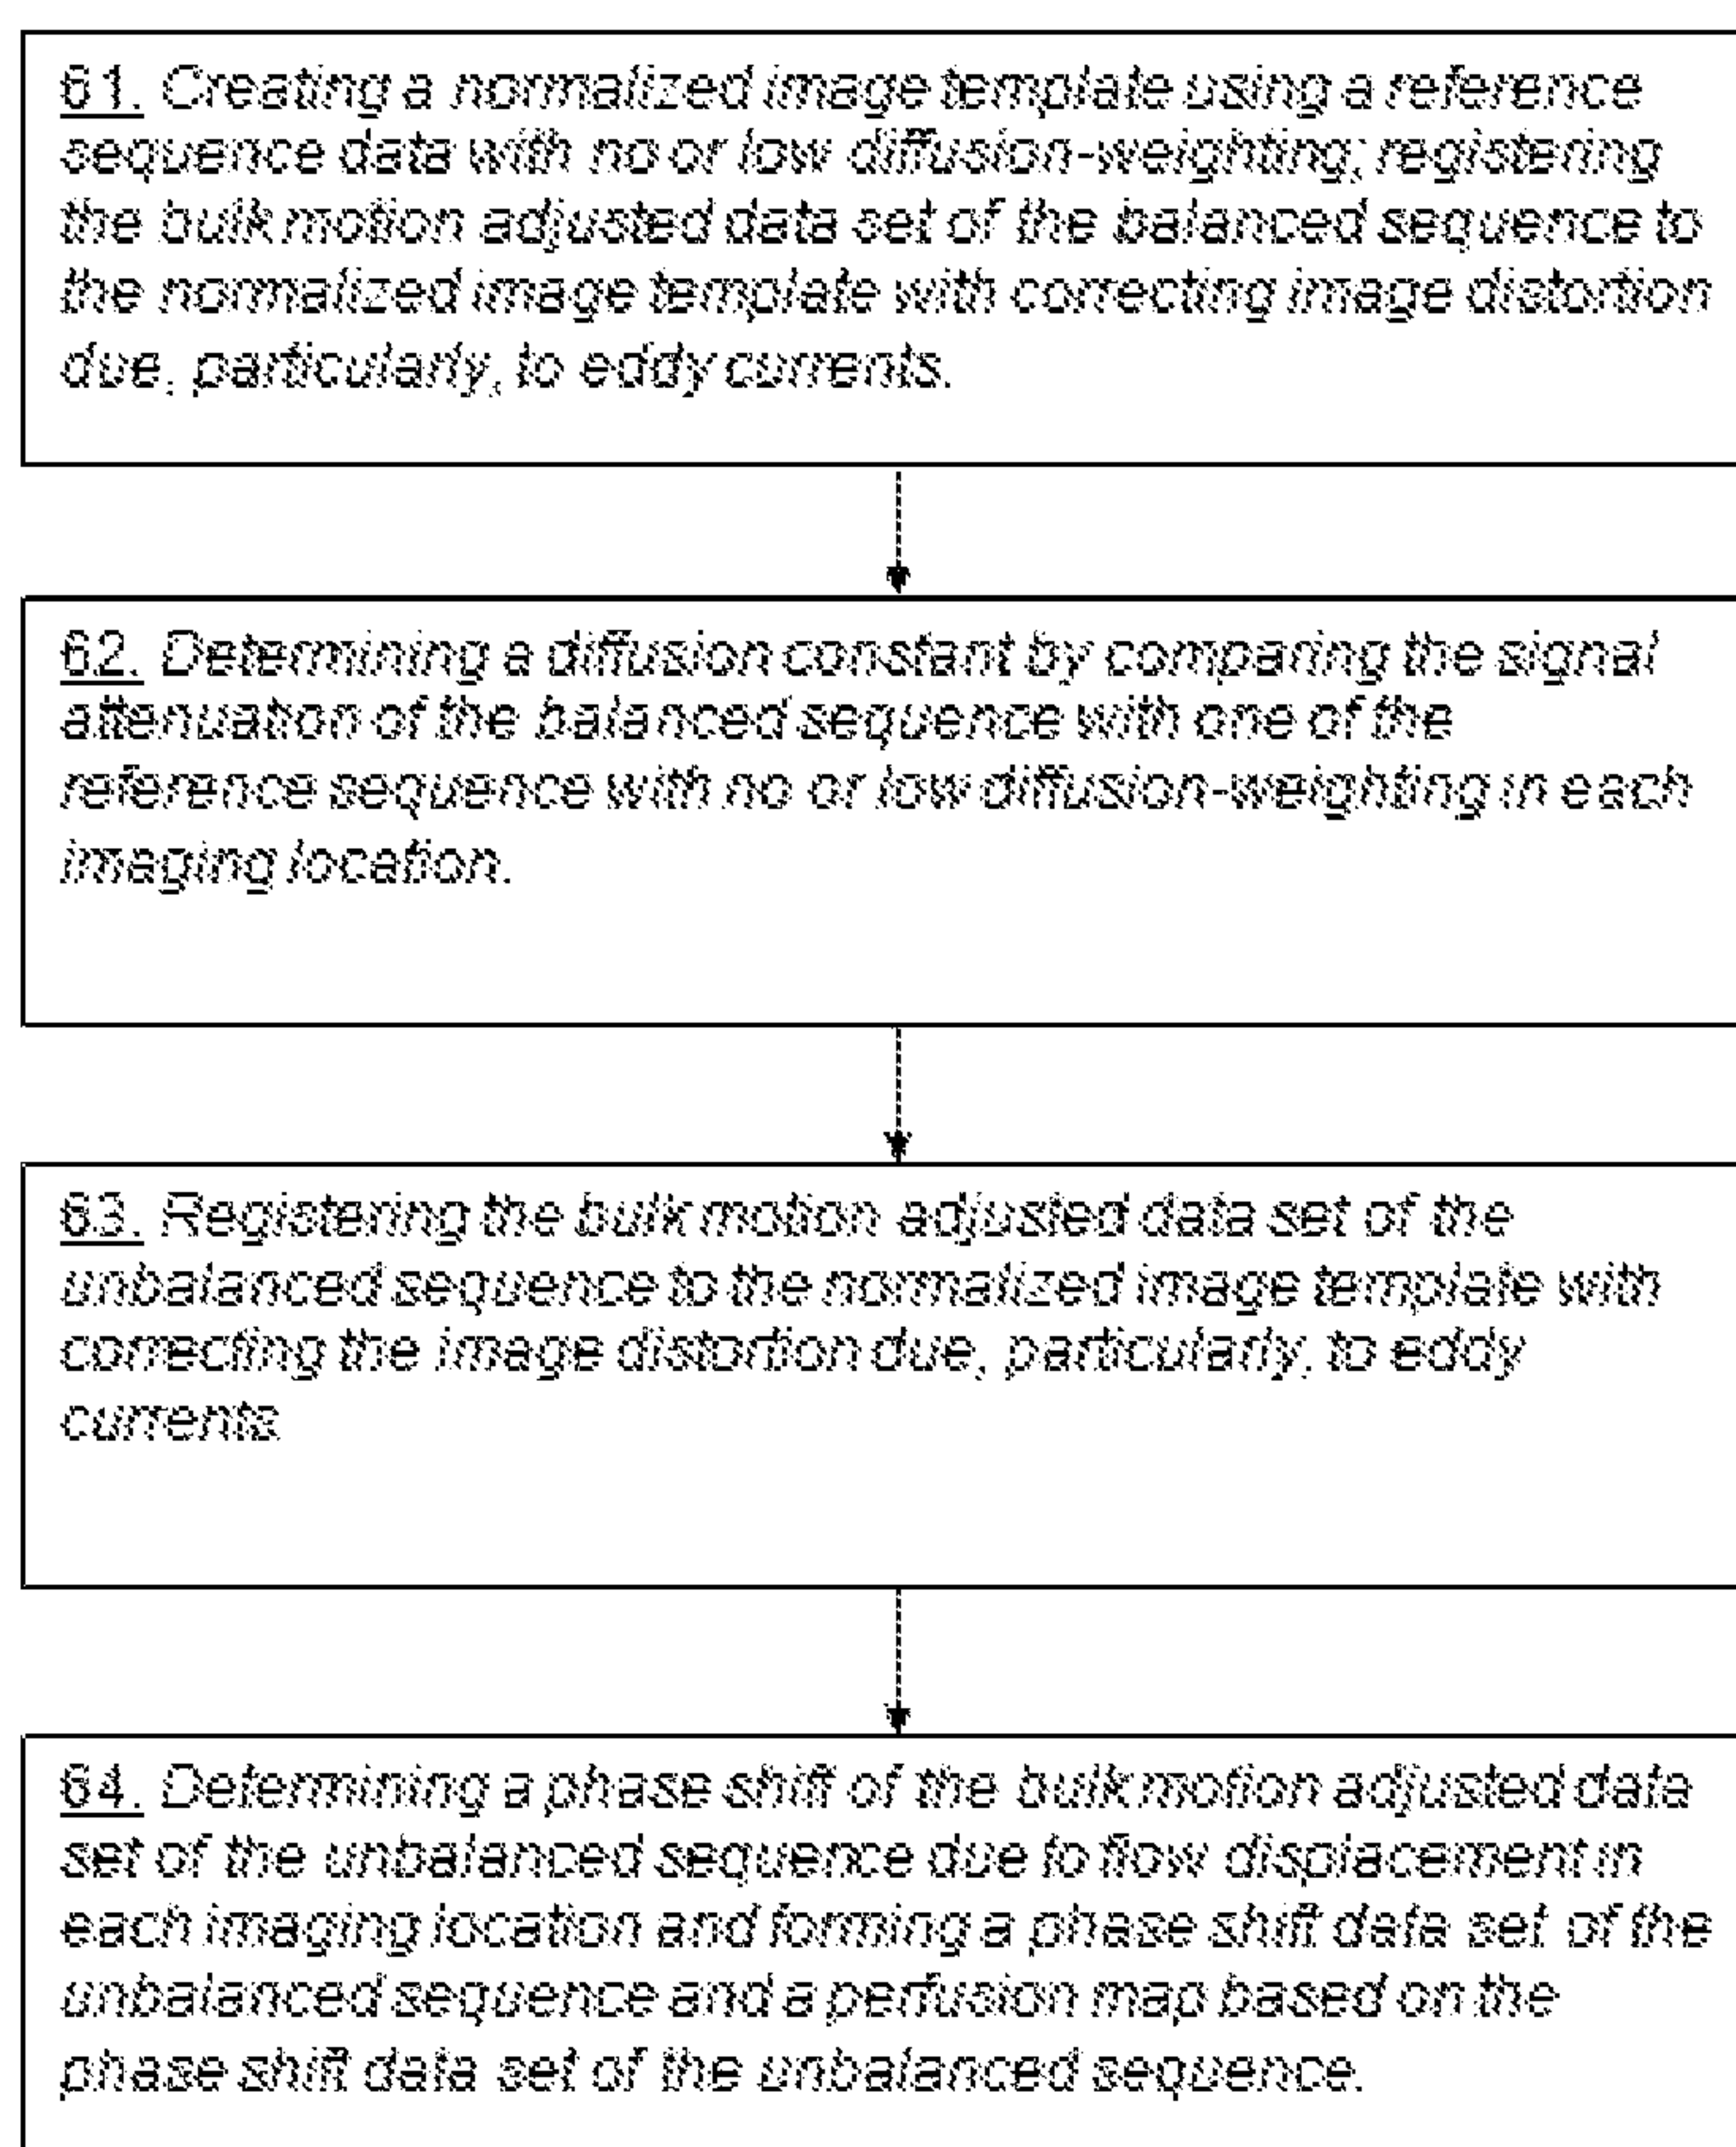 61. Creating a normalized image template using a reference
sequence data with no or low diffusion-weighting; registering
the bulk motion adjusted data set of the balanced sequence to
the normalized image template with correcting image distortion
due, particularly, to eddy currents.
62. Determining a diffusion constant by comparing the signal
attenuation of the balanced sequence with one of the
reference sequence with no or low diffusion-weighting in each
imaging location.
63. Registering the bulk motion adjusted data set of the
unbalanced sequence to the normalized image template with
correcting the image distortion due, particularly, to eddy
currents
64. Determining a phase shift of the bulk motion adjusted data
set of the unbalanced sequence due to flow displacement in
each imaging location and forming a phase shift data set of the
unbalanced sequence and a perfusion map based on the
phase shift data set of the unbalanced sequence.